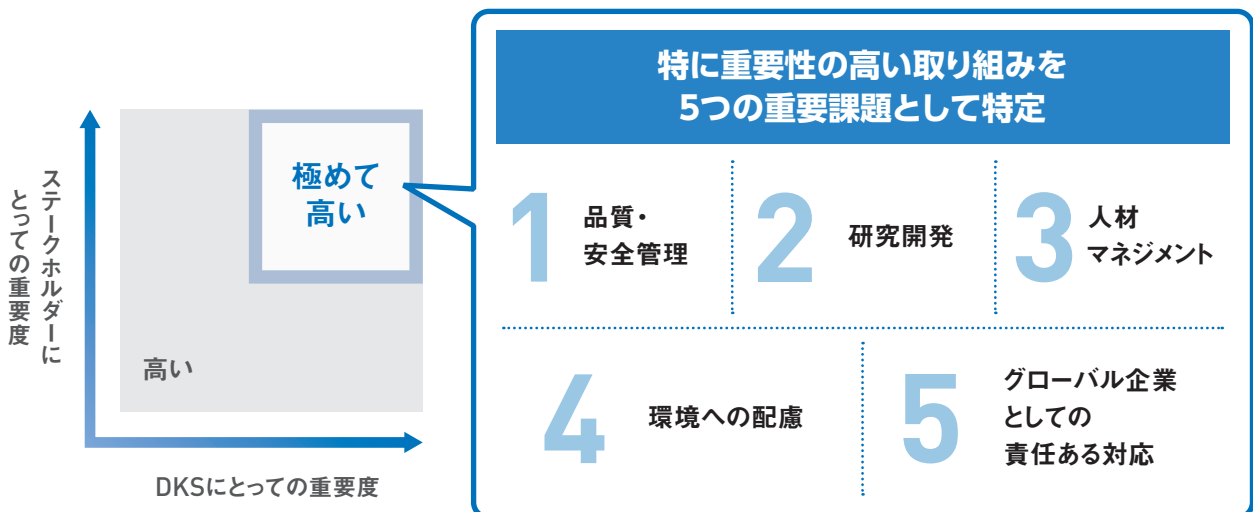 ステークホルダーに
とっての重要度
極めて
高い
高い
DKSにとっての重要度
特に重要性の高い取り組みを
5つの重要課題として特定
1
品質・
安全管理
2
研究開発
3
人材
マネジメント
4
環境への配慮
5
グローバル企業
としての
責任ある対応